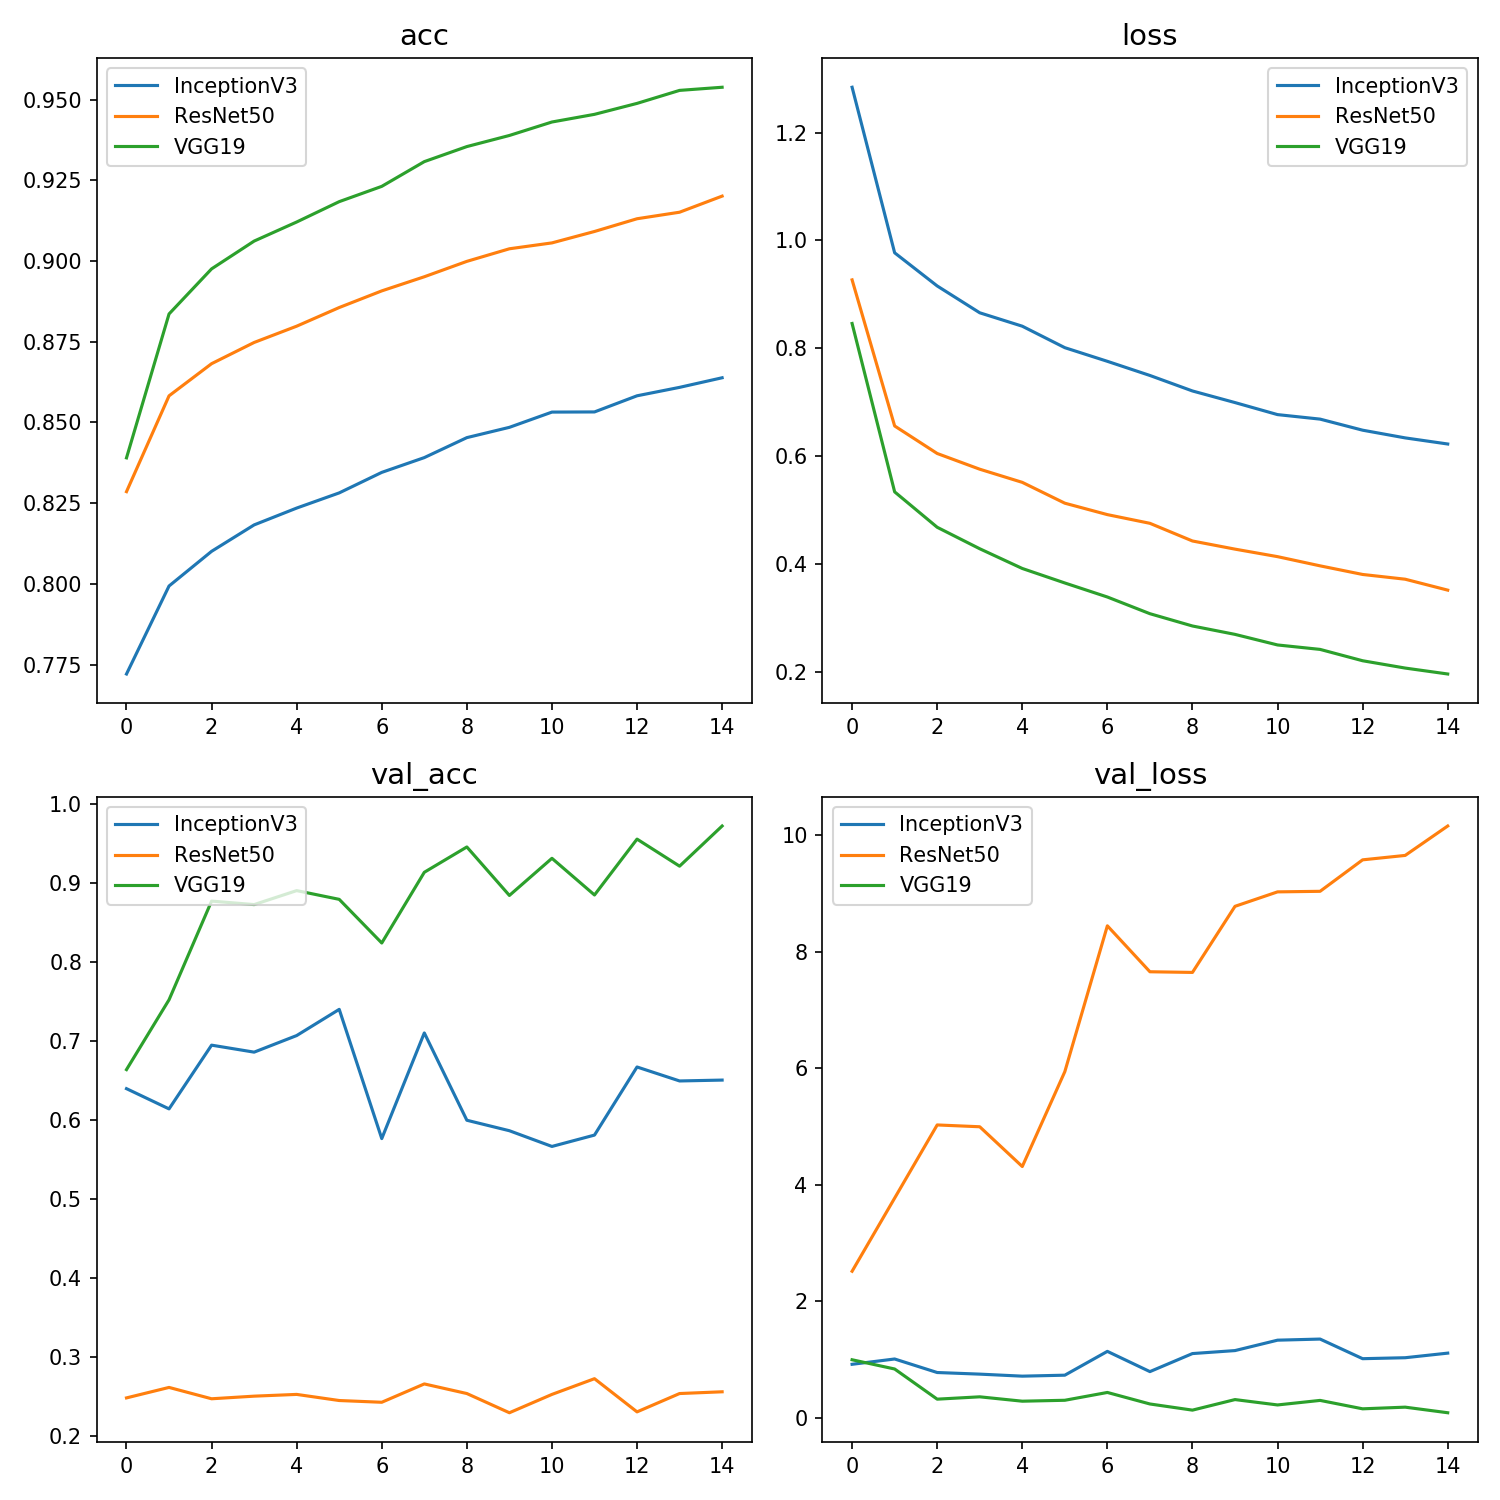 acc
InceptionV3
ResNet50
VGG19
0.950
0.925
0.900
0.875
0.850
0.825
0.800
0.775
0 2 4 6 8 10 12 14
loss
InceptionV3
ResNet50
VGG19
1.2
1.0
0.8
0.6
0.4
0.2
0 2 4 6 8 10 12 14
val_acc
InceptionV3
ResNet50
VGG19
1.0
0.9
0.8
0.7
0.6
0.5
0.4
0.3
0.2
0 2 4 6 8 10 12 14
val_loss
InceptionV3
ResNet50
VGG19
10
8
6
4
2
0
0 2 4 6 8 10 12 14